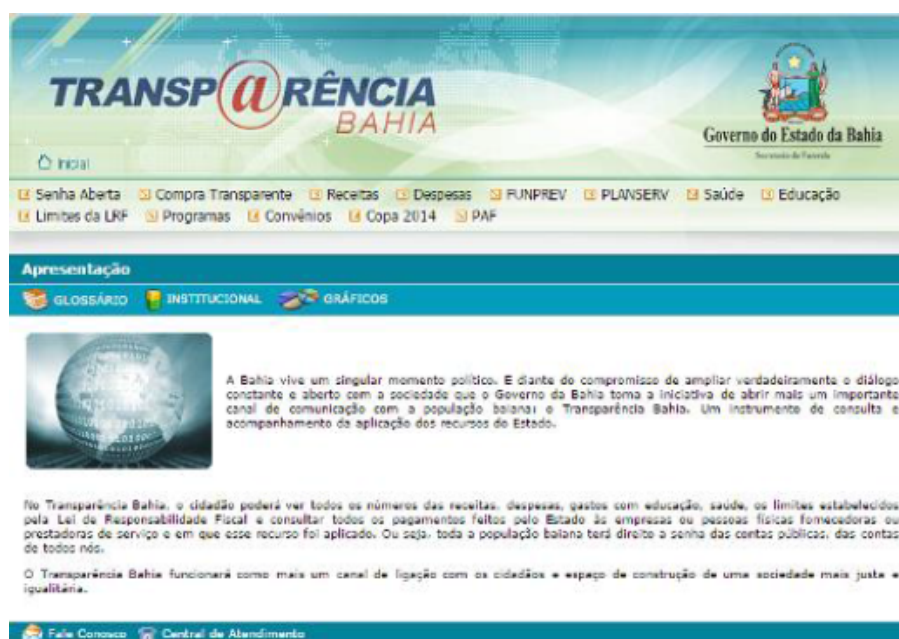 TRANSP@RÊNCIA
BAHIA
Governo do Estado da Bahia
Secretaria da Fazenda
Inicial
Senha Aberta Compra Transparente Receitas Despesas FUNPREV PLANSERV Saúde Educação
Limites da LRF Programas Convênios Copa 2014 PAF
Apresentação
GLOSSÁRIO INSTITUCIONAL GRÁFICOS
A Bahia vive um singular momento político. E diante do compromisso de ampliar verdadeiramente o diálogo
constante e aberto com a sociedade que o Governo da Bahia toma a iniciativa de abrir mais um importante
canal de comunicação com a população baiana: o Transparência Bahia. Um instrumento de consulta e
acompanhamento da aplicação dos recursos do Estado.
No Transparência Bahia, o cidadão poderá ver todos os números das receitas, despesas, gastos com educação, saúde, os limites estabelecidos
pela Lei de Responsabilidade Fiscal e consultar todos os pagamentos feitos pelo Estado às empresas ou pessoas físicas fornecedoras ou
prestadoras de serviço e em que esse recurso foi aplicado. Ou seja, toda a população baiana terá direito a senha das contas públicas, das contas
de todos nós.
O Transparência Bahia funcionará como mais um canal de ligação com os cidadãos e espaço de construção de uma sociedade mais justa e
igualitária.
Fale Conosco Central de Atendimento